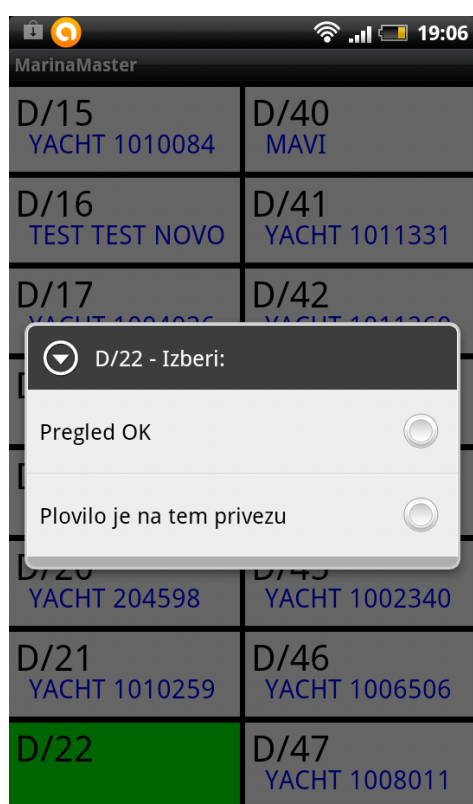 19:06
MarinaMaster
D/15
YACHT 1010084
D/40
MAVI
D/16
TEST TEST NOVO
D/41
YACHT 1011331
D/17
D/42
D/22 - Izberi:
Pregled OK
Plovilo je na tem privezu
D/20
YACHT 204598
D/45
YACHT 1002340
D/21
YACHT 1010259
D/46
YACHT 1006506
D/22
D/47
YACHT 1008011